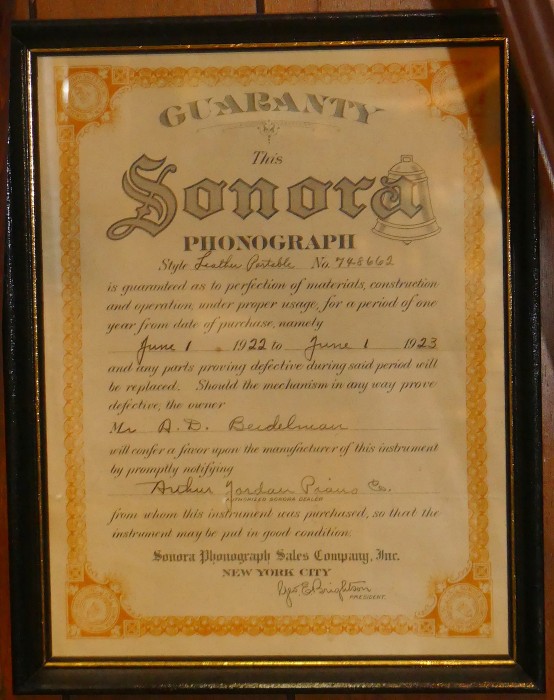 GUARANTY
This
Sonora
PHONOGRAPH
Style Leather Portable No. 748662
is guaranteed as to perfection of materials, construction
and operation, under proper usage, for a period of one
year from date of purchase, namely
June 1 1922 to June 1 1923
and any parts proving defective during said period will
be replaced. Should the mechanism in any way prove
defective, the owner
Mr A. D. Beidelman
will confer a favor upon the manufacturer of this instrument
by promptly notifying
Arthur Jordan Piano Co.
AUTHORIZED SONORA DEALER
from whom this instrument was purchased, so that the
instrument may be put in good condition.
Sonora Phonograph Sales Company, Inc.
NEW YORK CITY
Geo. E. Brightson
PRESIDENT.